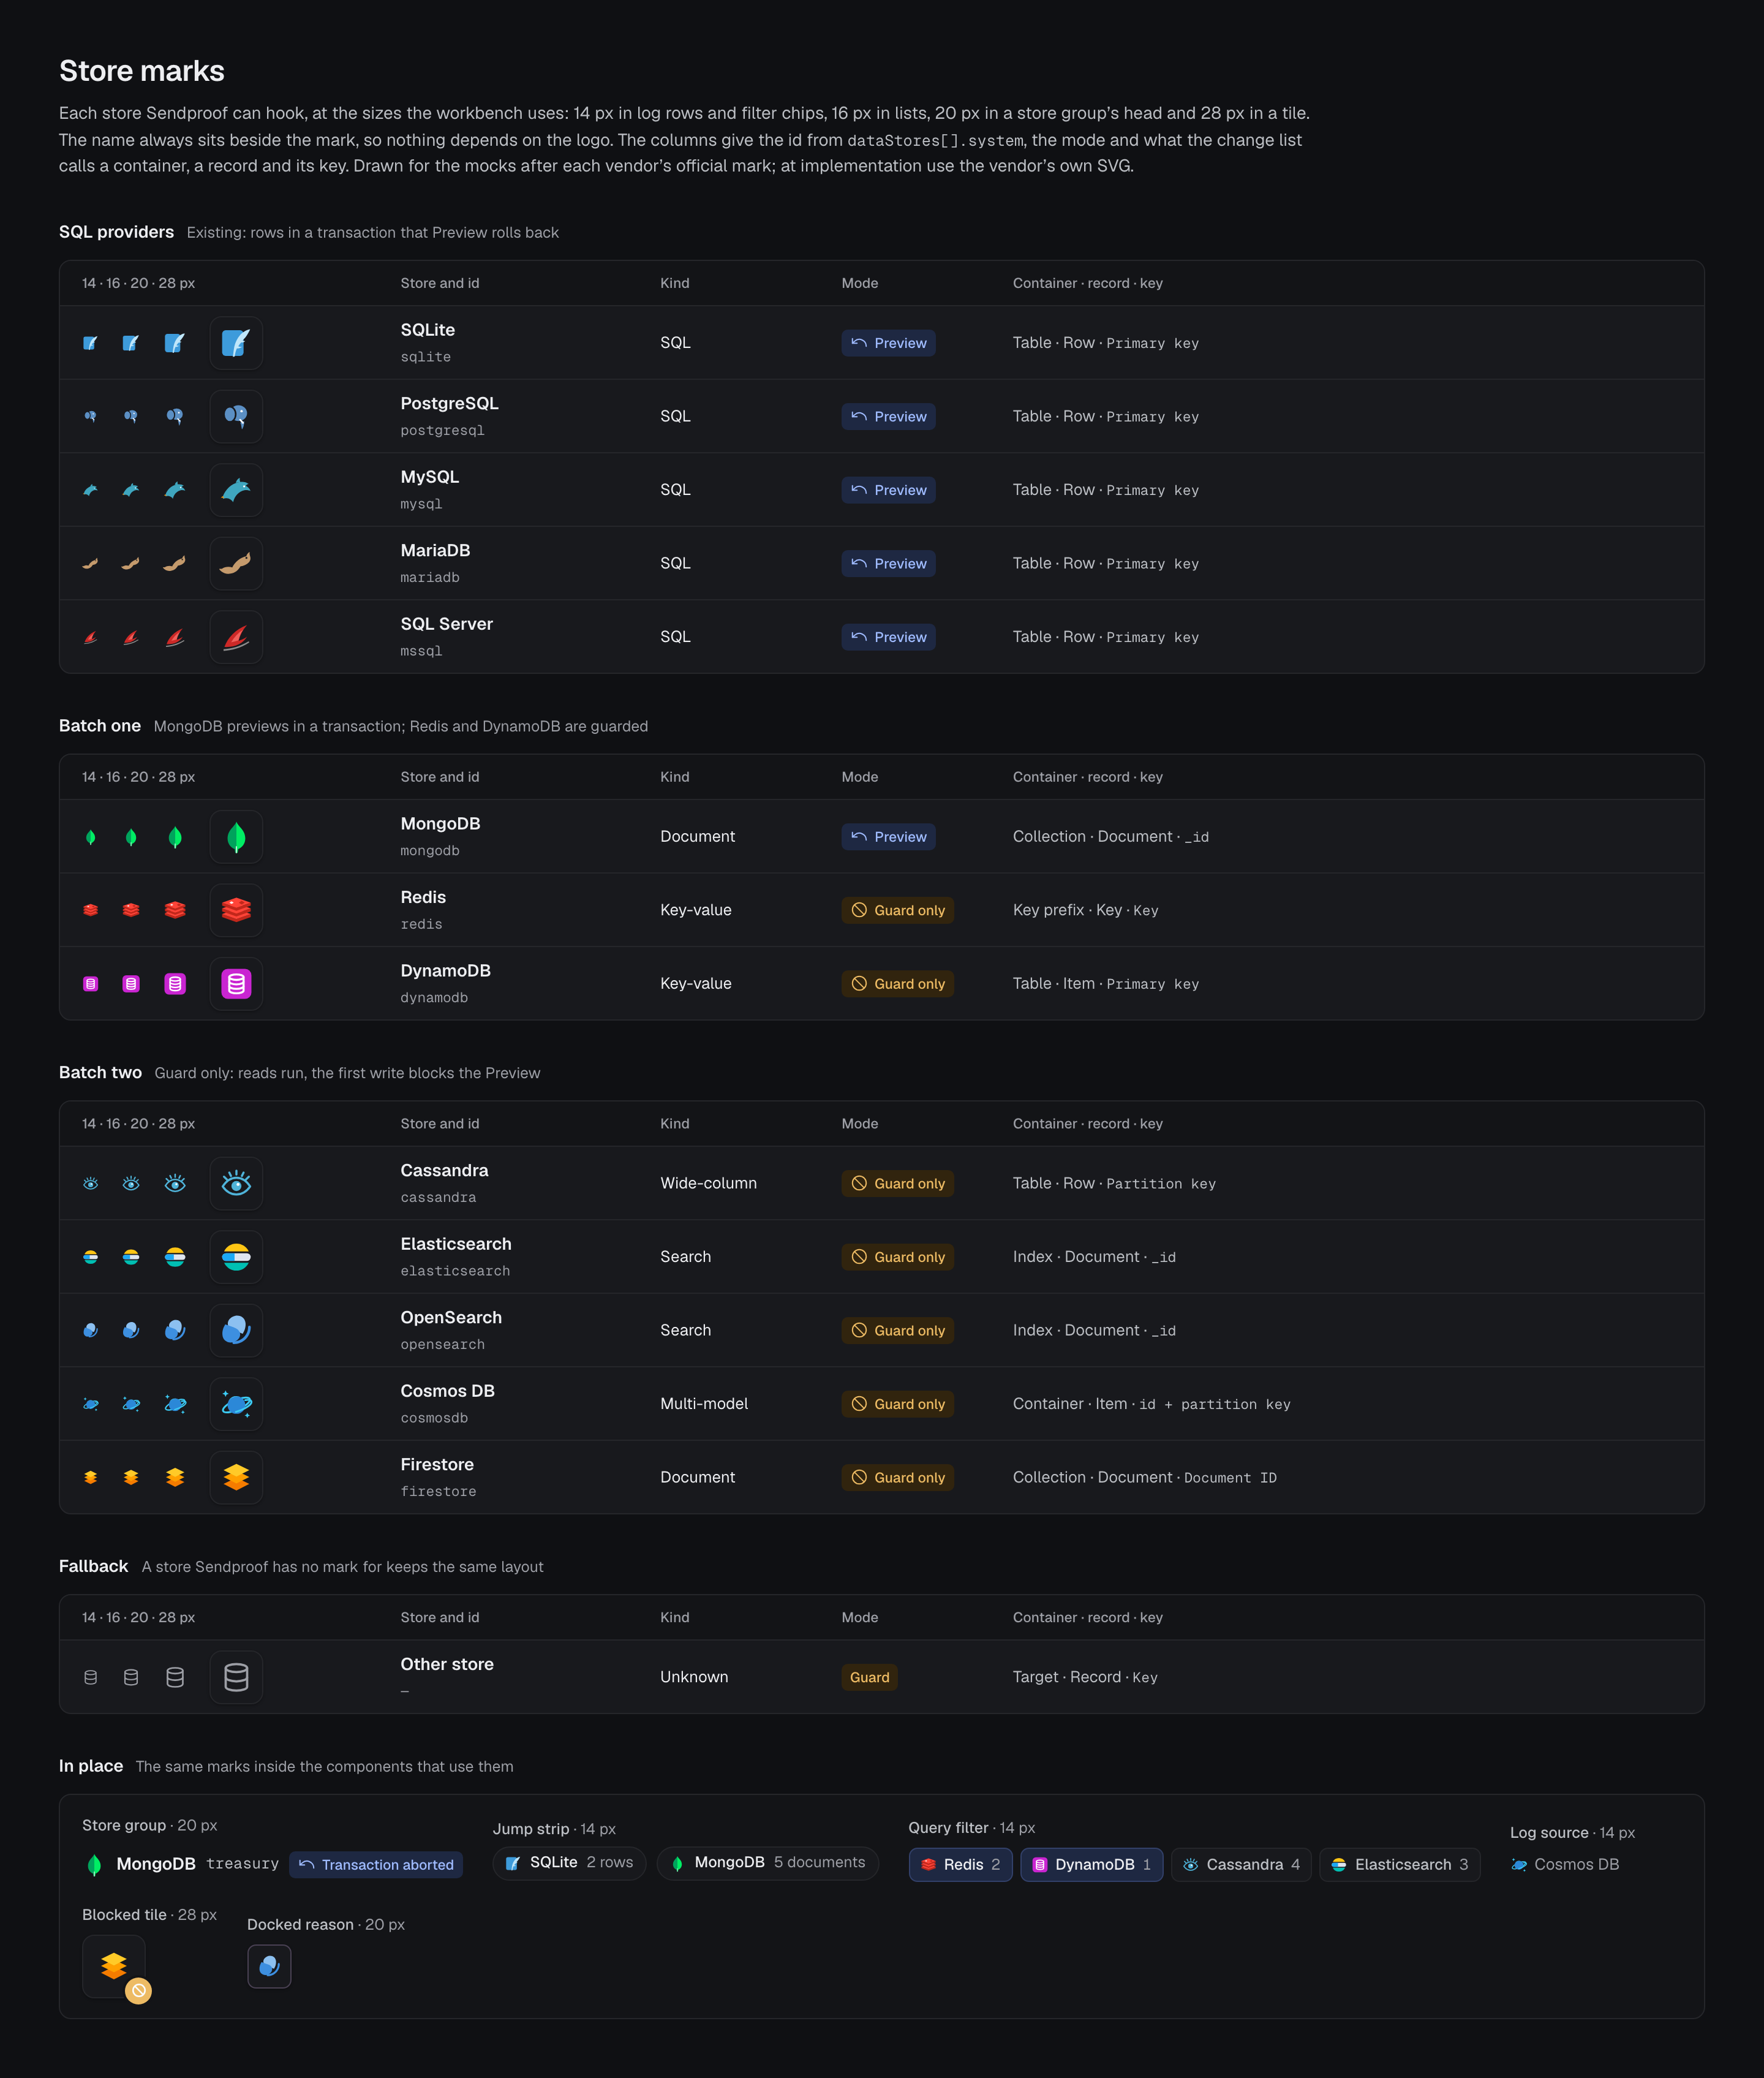 Store marks
Each store Sendproof can hook, at the sizes the workbench uses: 14 px in log rows and filter chips, 16 px in lists, 20 px in a store group’s head and 28 px in a tile.
The name always sits beside the mark, so nothing depends on the logo. The columns give the id from dataStores[].system, the mode and what the change list
calls a container, a record and its key. Drawn for the mocks after each vendor’s official mark; at implementation use the vendor’s own SVG.
SQL providers Existing: rows in a transaction that Preview rolls back
14 · 16 · 20 · 28 px Store and id Kind Mode Container · record · key
SQLite
sqlite
SQL Preview Table · Row · Primary key
PostgreSQL
postgresql
SQL Preview Table · Row · Primary key
MySQL
mysql
SQL Preview Table · Row · Primary key
MariaDB
mariadb
SQL Preview Table · Row · Primary key
SQL Server
mssql
SQL Preview Table · Row · Primary key
Batch one MongoDB previews in a transaction; Redis and DynamoDB are guarded
14 · 16 · 20 · 28 px Store and id Kind Mode Container · record · key
MongoDB
mongodb
Document Preview Collection · Document · _id
Redis
redis
Key-value Guard only Key prefix · Key · Key
DynamoDB
dynamodb
Key-value Guard only Table · Item · Primary key
Batch two Guard only: reads run, the first write blocks the Preview
14 · 16 · 20 · 28 px Store and id Kind Mode Container · record · key
Cassandra
cassandra
Wide-column Guard only Table · Row · Partition key
Elasticsearch
elasticsearch
Search Guard only Index · Document · _id
OpenSearch
opensearch
Search Guard only Index · Document · _id
Cosmos DB
cosmosdb
Multi-model Guard only Container · Item · id + partition key
Firestore
firestore
Document Guard only Collection · Document · Document ID
Fallback A store Sendproof has no mark for keeps the same layout
14 · 16 · 20 · 28 px Store and id Kind Mode Container · record · key
Other store
–
Unknown Guard Target · Record · Key
In place The same marks inside the components that use them
Store group · 20 px
MongoDB treasury Transaction aborted
Jump strip · 14 px
SQLite 2 rows MongoDB 5 documents
Query filter · 14 px
Redis 2 DynamoDB 1 Cassandra 4 Elasticsearch 3
Log source · 14 px
Cosmos DB
Blocked tile · 28 px
Docked reason · 20 px